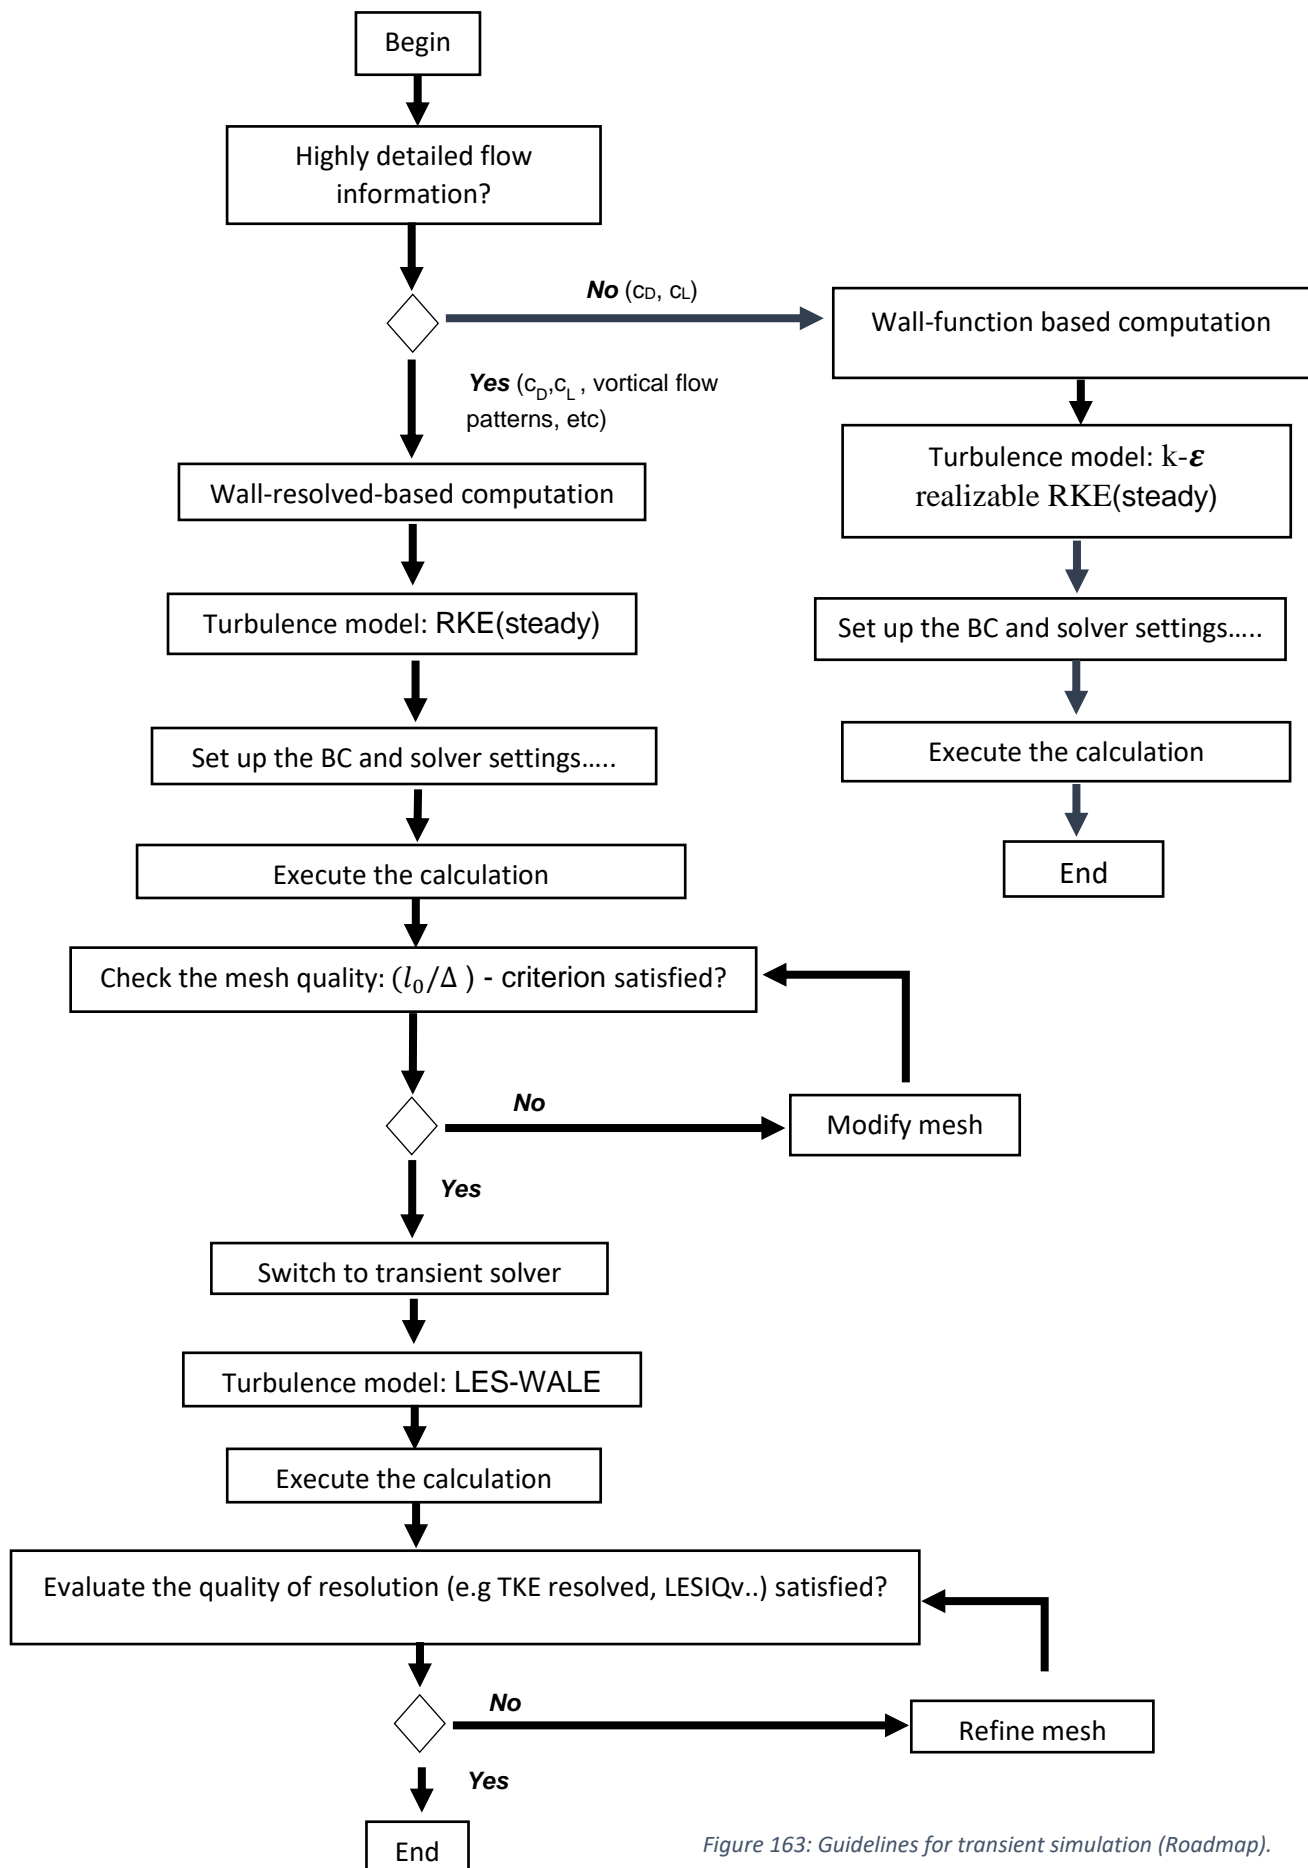 Begin
Highly detailed flow
information?
No (cD, cL)
Wall-function based computation
Yes (cD,cL , vortical flow
patterns, etc)
Turbulence model: k-ε
realizable RKE(steady)
Wall-resolved-based computation
Set up the BC and solver settings.....
Turbulence model: RKE(steady)
Execute the calculation
Set up the BC and solver settings.....
End
Execute the calculation
Check the mesh quality: (l₀/Δ ) - criterion satisfied?
No
Modify mesh
Yes
Switch to transient solver
Turbulence model: LES-WALE
Execute the calculation
Evaluate the quality of resolution (e.g TKE resolved, LESIQv..) satisfied?
No
Refine mesh
Yes
End
Figure 163: Guidelines for transient simulation (Roadmap).